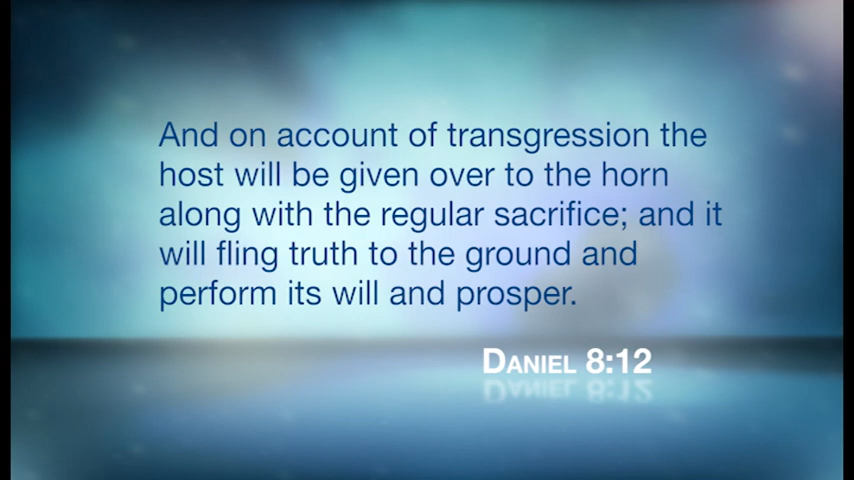 And on account of transgression the
host will be given over to the horn
along with the regular sacrifice; and it
will fling truth to the ground and
perform its will and prosper.
DANIEL 8:12